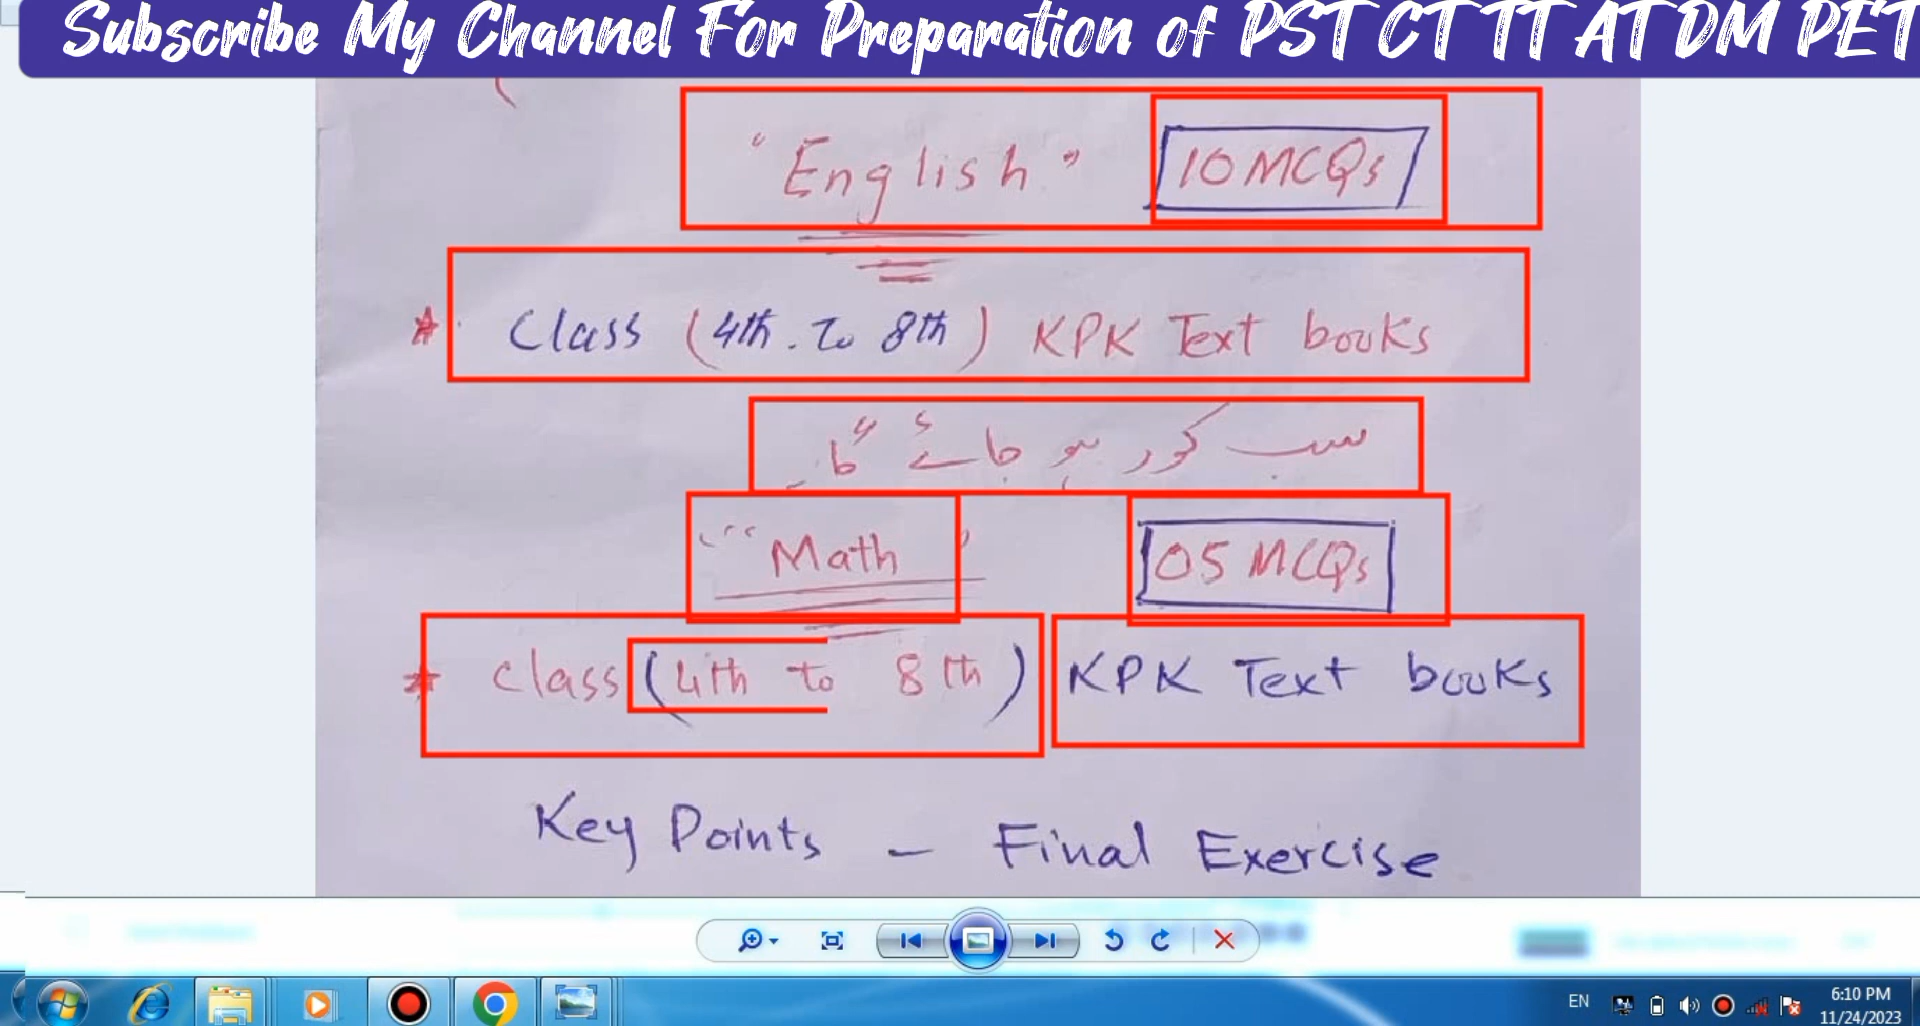 Subscribe My Channel For Preparation of PST CT TT AT DM PET
"English" 10 MCQs
* Class (4th. To 8th) KPK Text books
سب کور ہو جائے گا۔
"Math" 05 MCQs
* Class (4th to 8th) KPK Text books
Key Points - Final Exercise
EN
6:10 PM
11/24/2023